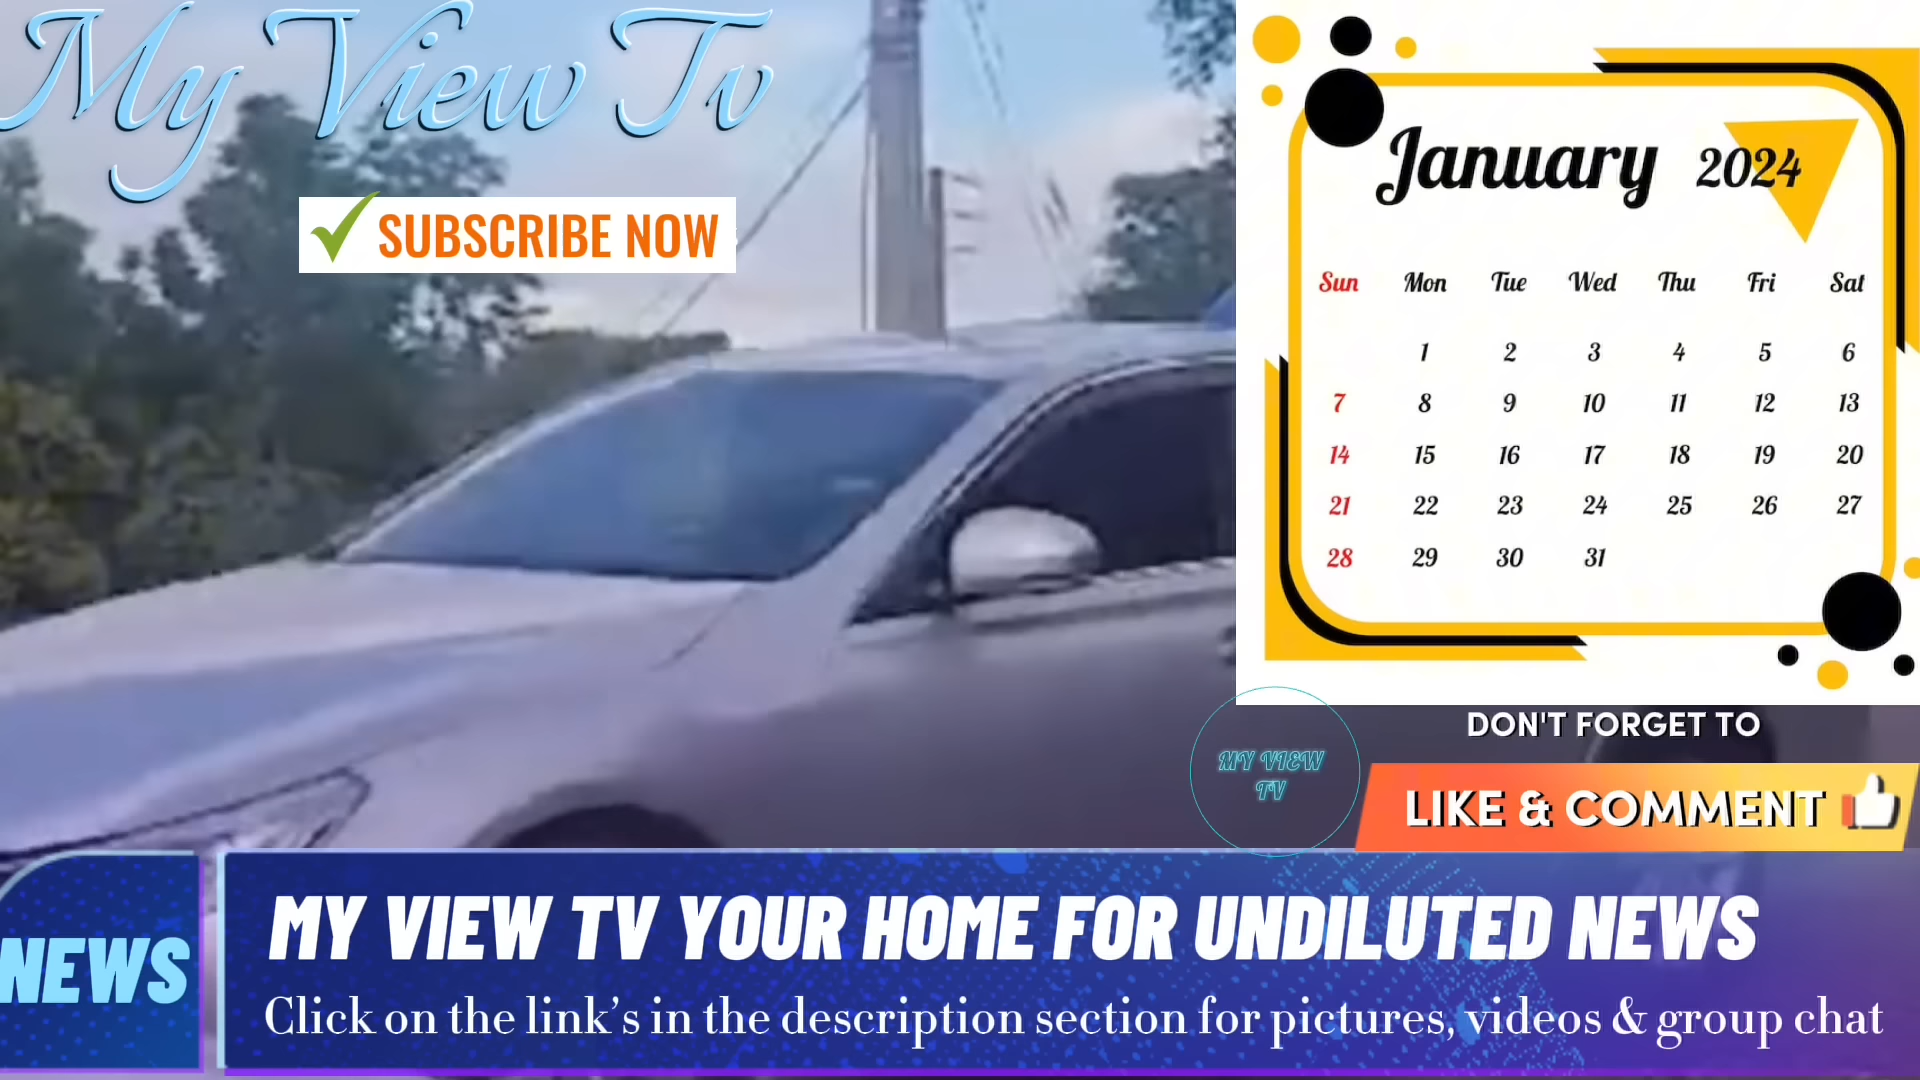 My View Tv
SUBSCRIBE NOW
January 2024
Sun Mon Tue Wed Thu Fri Sat
1 2 3 4 5 6
7 8 9 10 11 12 13
14 15 16 17 18 19 20
21 22 23 24 25 26 27
28 29 30 31
DON'T FORGET TO
LIKE & COMMENT
MY VIEW
TV
NEWS
MY VIEW TV YOUR HOME FOR UNDILUTED NEWS
Click on the link’s in the description section for pictures, videos & group chat